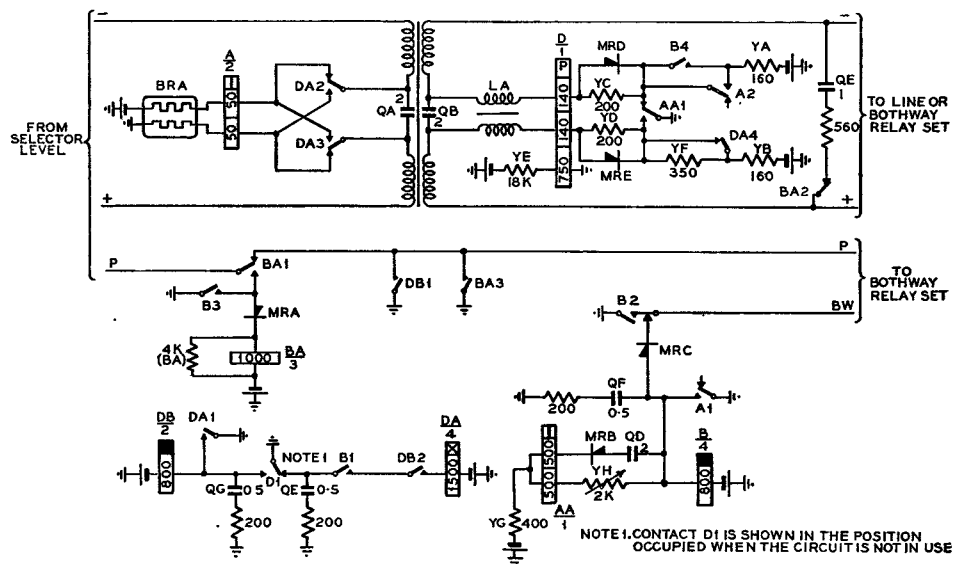 − −
FROM SELECTOR LEVEL
BRA
A
2
50
50
I
DA2
DA3
QA
2
QB
2
LA
D
1
P
140
140
750
MRD
YC
200
AA1
YD
200
MRE
YE
18K
B4
YA
160
A2
DA4
YF
350
YB
160
QE
1
560
BA2
TO LINE OR BOTHWAY RELAY SET
+ +
P
BA1
B3
MRA
4K
(BA)
1000
BA
3
DB1
BA3
P
TO BOTHWAY RELAY SET
B2
BW
MRC
200
QF
0·5
A1
DB
2
800
DA1
NOTE 1
D1
QG
0·5
200
QE
0·5
200
B1
DB2
DA
4
1500
500
500
I
MRB
QD
2
YH
2K
AA
1
YG
400
B
4
800
NOTE 1. CONTACT D1 IS SHOWN IN THE POSITION
OCCUPIED WHEN THE CIRCUIT IS NOT IN USE